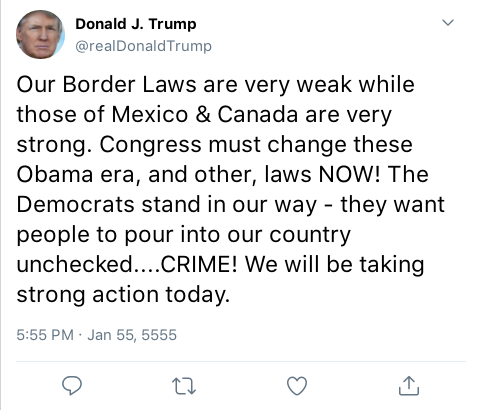 Donald J. Trump
@realDonaldTrump
Our Border Laws are very weak while
those of Mexico & Canada are very
strong. Congress must change these
Obama era, and other, laws NOW! The
Democrats stand in our way - they want
people to pour into our country
unchecked....CRIME! We will be taking
strong action today.
5:55 PM · Jan 55, 5555